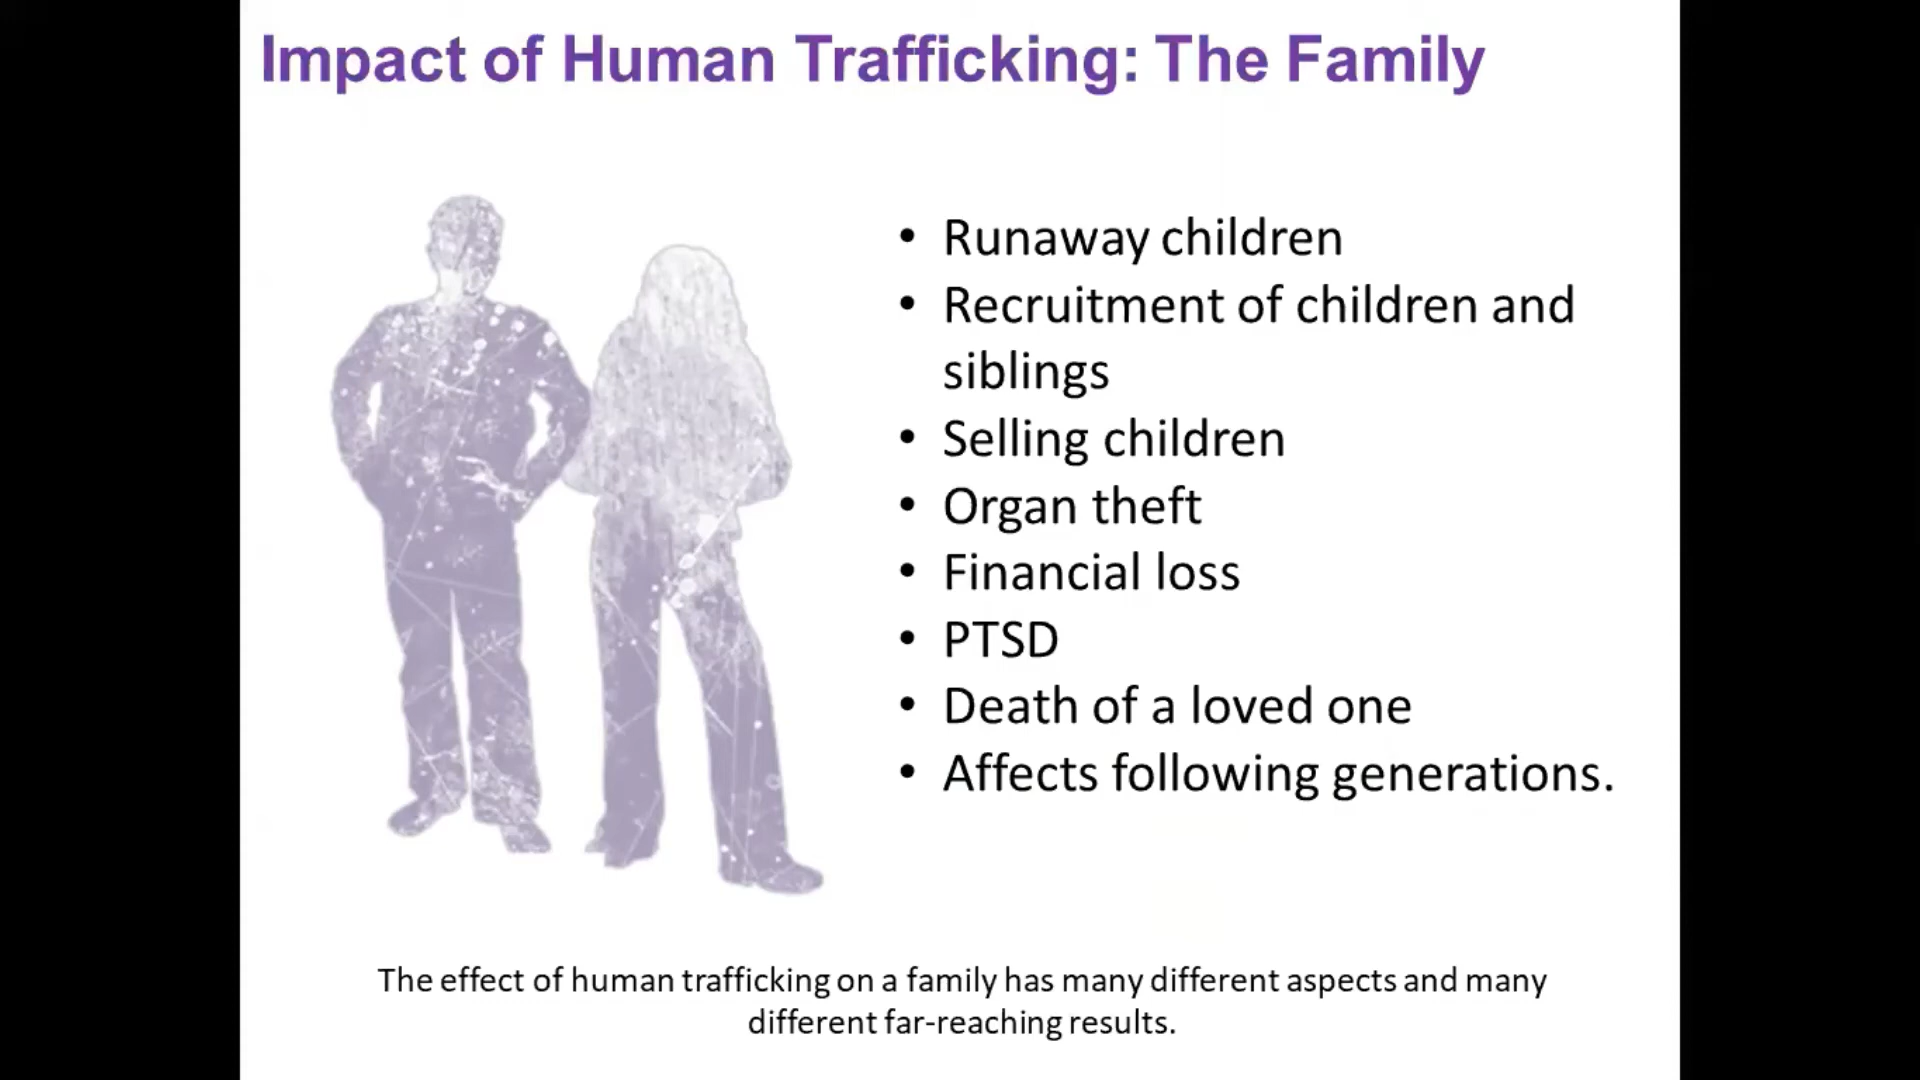 Impact of Human Trafficking: The Family
• Runaway children
• Recruitment of children and
siblings
• Selling children
• Organ theft
• Financial loss
• PTSD
• Death of a loved one
• Affects following generations.
The effect of human trafficking on a family has many different aspects and many
different far-reaching results.